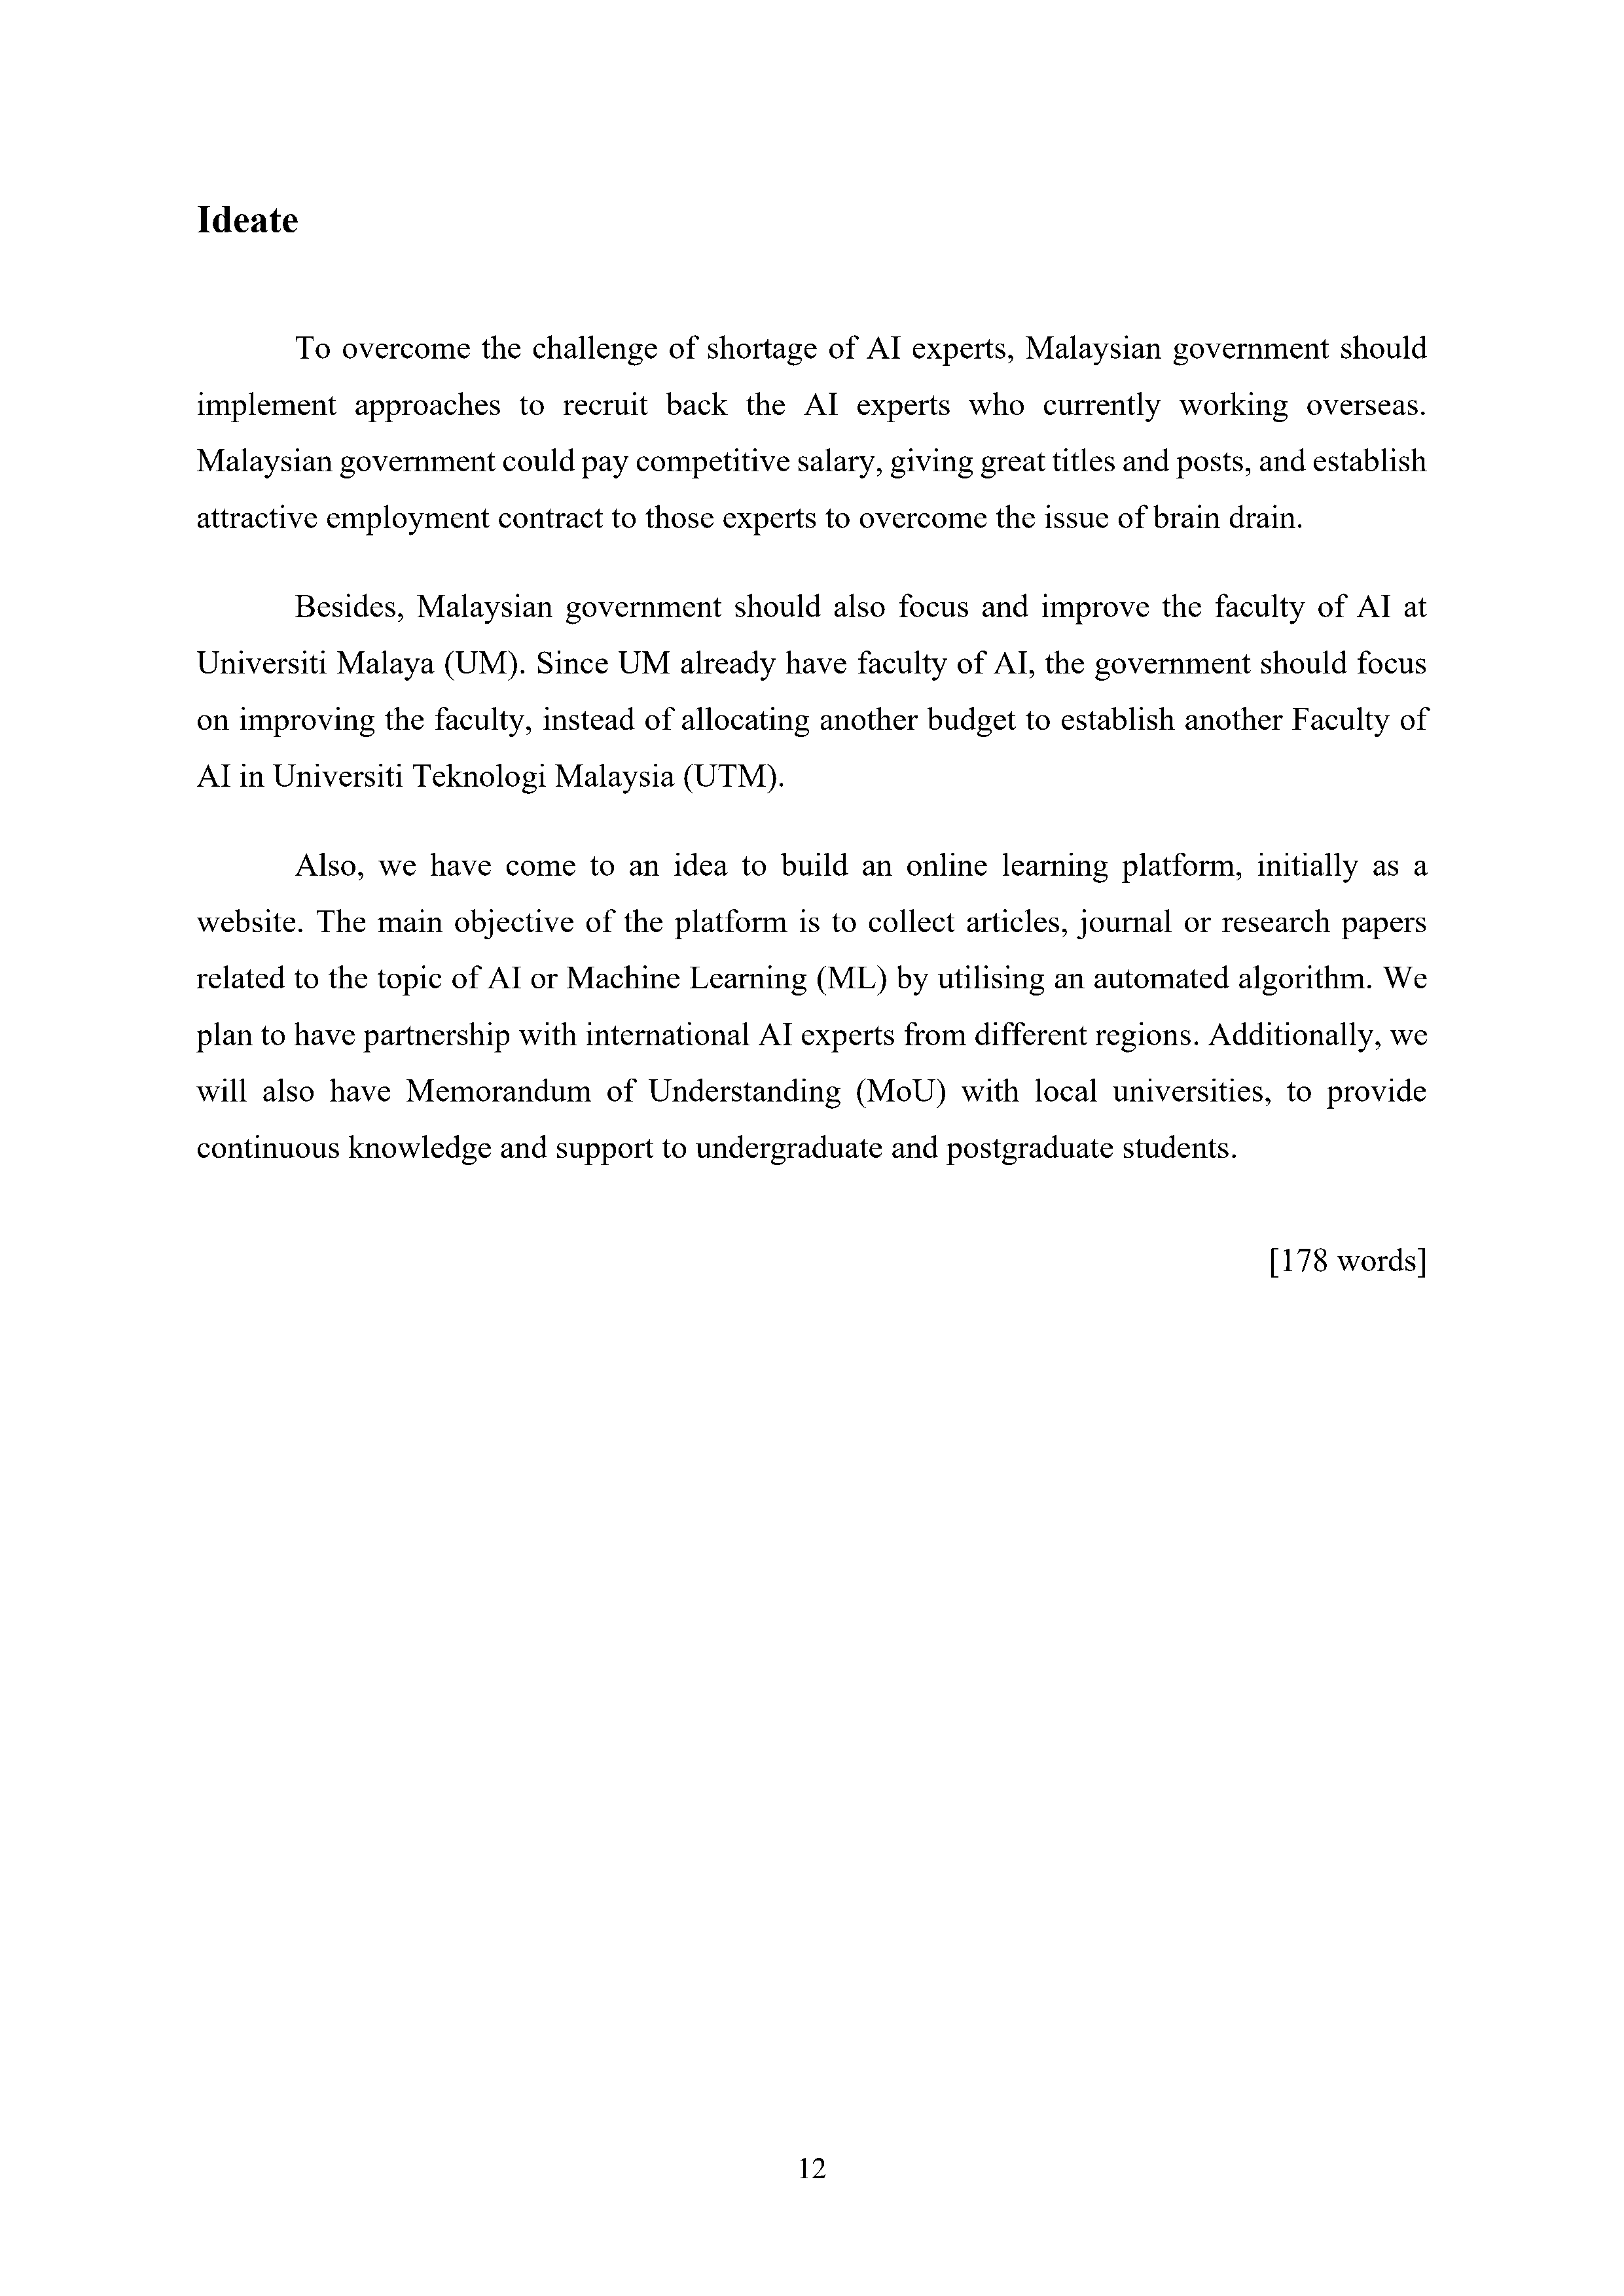 Ideate
To overcome the challenge of shortage of AI experts, Malaysian government should
implement approaches to recruit back the AI experts who currently working overseas.
Malaysian government could pay competitive salary, giving great titles and posts, and establish
attractive employment contract to those experts to overcome the issue of brain drain.
Besides, Malaysian government should also focus and improve the faculty of AI at
Universiti Malaya (UM). Since UM already have faculty of AI, the government should focus
on improving the faculty, instead of allocating another budget to establish another Faculty of
AI in Universiti Teknologi Malaysia (UTM).
Also, we have come to an idea to build an online learning platform, initially as a
website. The main objective of the platform is to collect articles, journal or research papers
related to the topic of AI or Machine Learning (ML) by utilising an automated algorithm. We
plan to have partnership with international AI experts from different regions. Additionally, we
will also have Memorandum of Understanding (MoU) with local universities, to provide
continuous knowledge and support to undergraduate and postgraduate students.
[178 words]
12